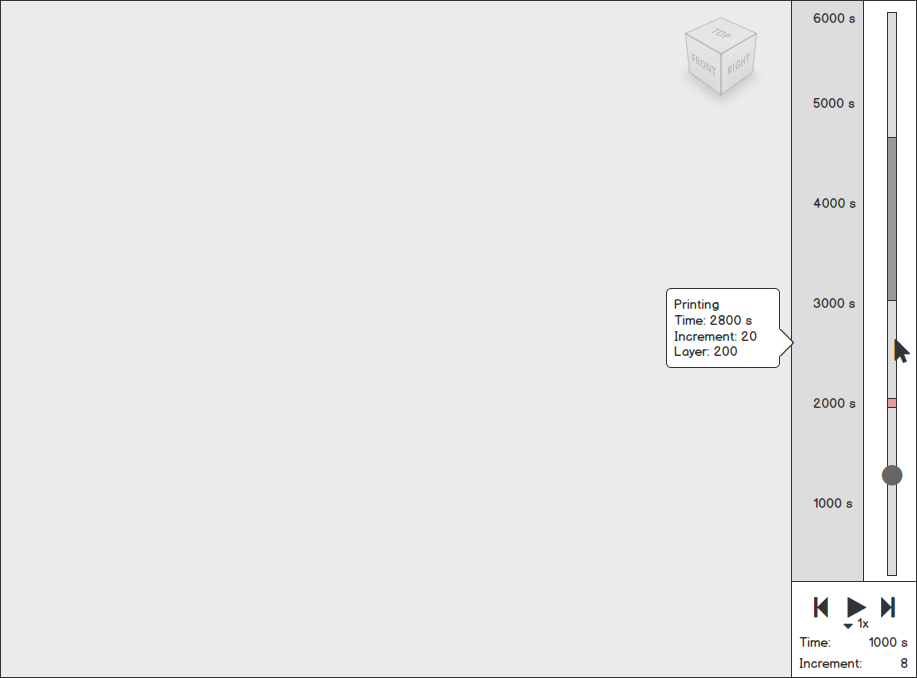 TOP
FRONT
RIGHT
6000 s
5000 s
4000 s
3000 s
Printing
Time: 2800 s
Increment: 20
Layer: 200
2000 s
1000 s
1x
Time: 1000 s
Increment: 8